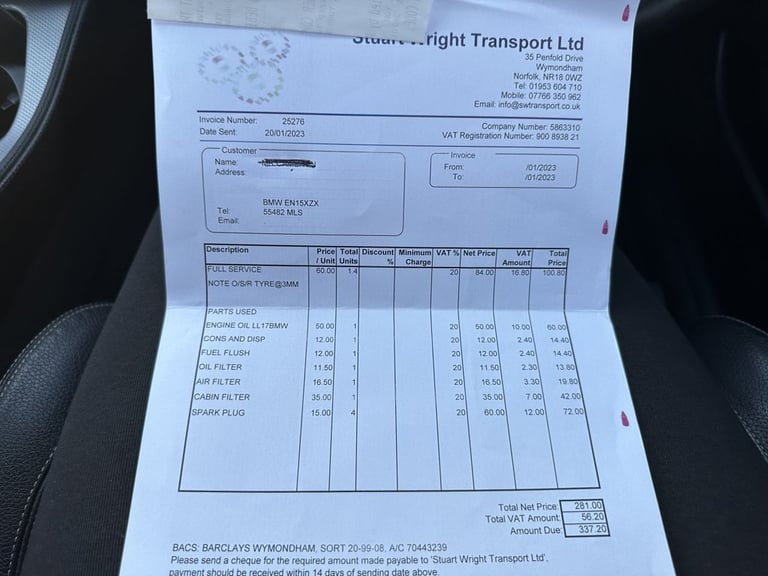 Stuart Wright Transport Ltd
35 Penfold Drive
Wymondham
Norfolk, NR18 0WZ
Tel: 01953 604 710
Mobile: 07766 350 962
Email: info@swtransport.co.uk
Invoice Number: 25276
Date Sent: 20/01/2023
Company Number: 5863310
VAT Registration Number: 900 8938 21
Customer
Name:
Address:
BMW EN15XZX
Tel: 55482 MLS
Email:
Invoice
From: /01/2023
To: /01/2023
Description Price / Unit Total Units Discount % Minimum Charge VAT % Net Price VAT Amount Total Price
FULL SERVICE 60.00 1.4 20 84.00 16.80 100.80
NOTE O/S/R TYRE@3MM
PARTS USED
ENGINE OIL LL17BMW 50.00 1 20 50.00 10.00 60.00
CONS AND DISP 12.00 1 20 12.00 2.40 14.40
FUEL FLUSH 12.00 1 20 12.00 2.40 14.40
OIL FILTER 11.50 1 20 11.50 2.30 13.80
AIR FILTER 16.50 1 20 16.50 3.30 19.80
CABIN FILTER 35.00 1 20 35.00 7.00 42.00
SPARK PLUG 15.00 4 20 60.00 12.00 72.00
Total Net Price: 281.00
Total VAT Amount: 56.20
Amount Due: 337.20
BACS: BARCLAYS WYMONDHAM, SORT 20-99-08, A/C 70443239
Please send a cheque for the required amount made payable to 'Stuart Wright Transport Ltd',
payment should be received within 14 days of sending date above.